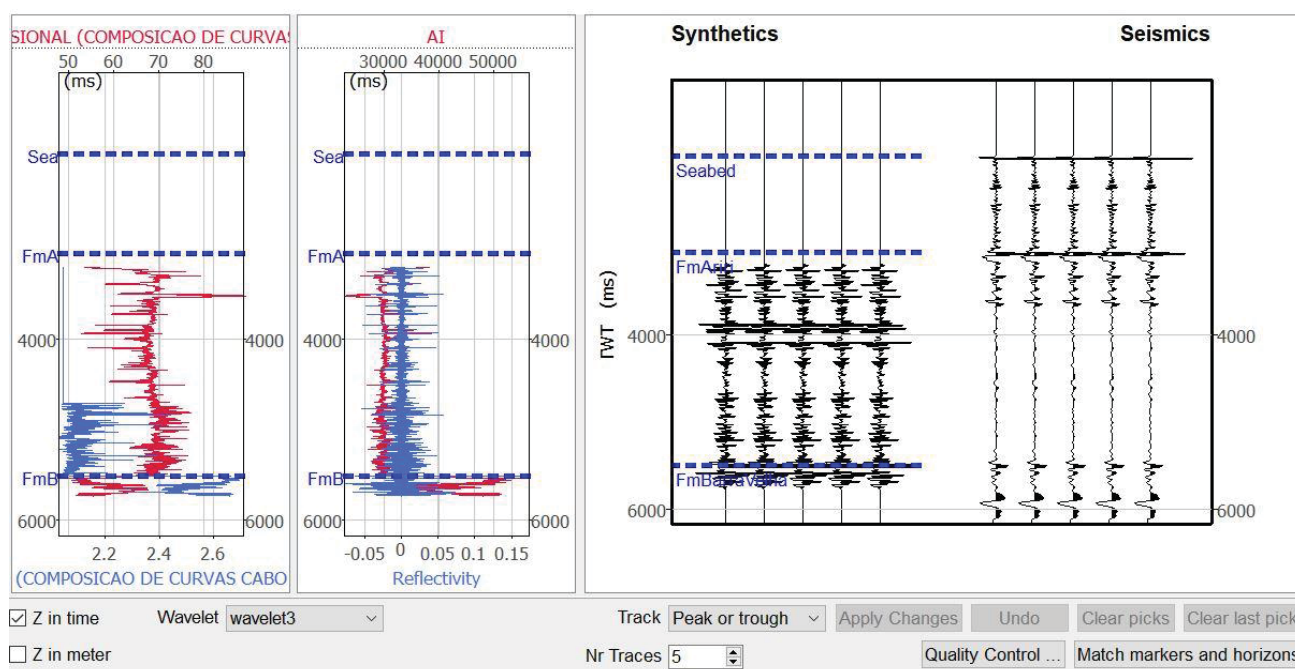 SIONAL (COMPOSICAO DE CURVAS
50 60 70 80
(ms)
Sea
FmA
4000 4000
FmB
6000 6000
2.2 2.4 2.6
(COMPOSICAO DE CURVAS CABO
AI
30000 40000 50000
(ms)
Sea
FmA
4000 4000
FmB
6000 6000
-0.05 0 0.05 0.1 0.15
Reflectivity
Synthetics Seismics
Seabed
FmAriri
TWT (ms)
4000 4000
FmBarraVelha
6000 6000
Z in time Wavelet wavelet3 Track Peak or trough Apply Changes Undo Clear picks Clear last pick
Z in meter Nr Traces 5 Quality Control ... Match markers and horizons